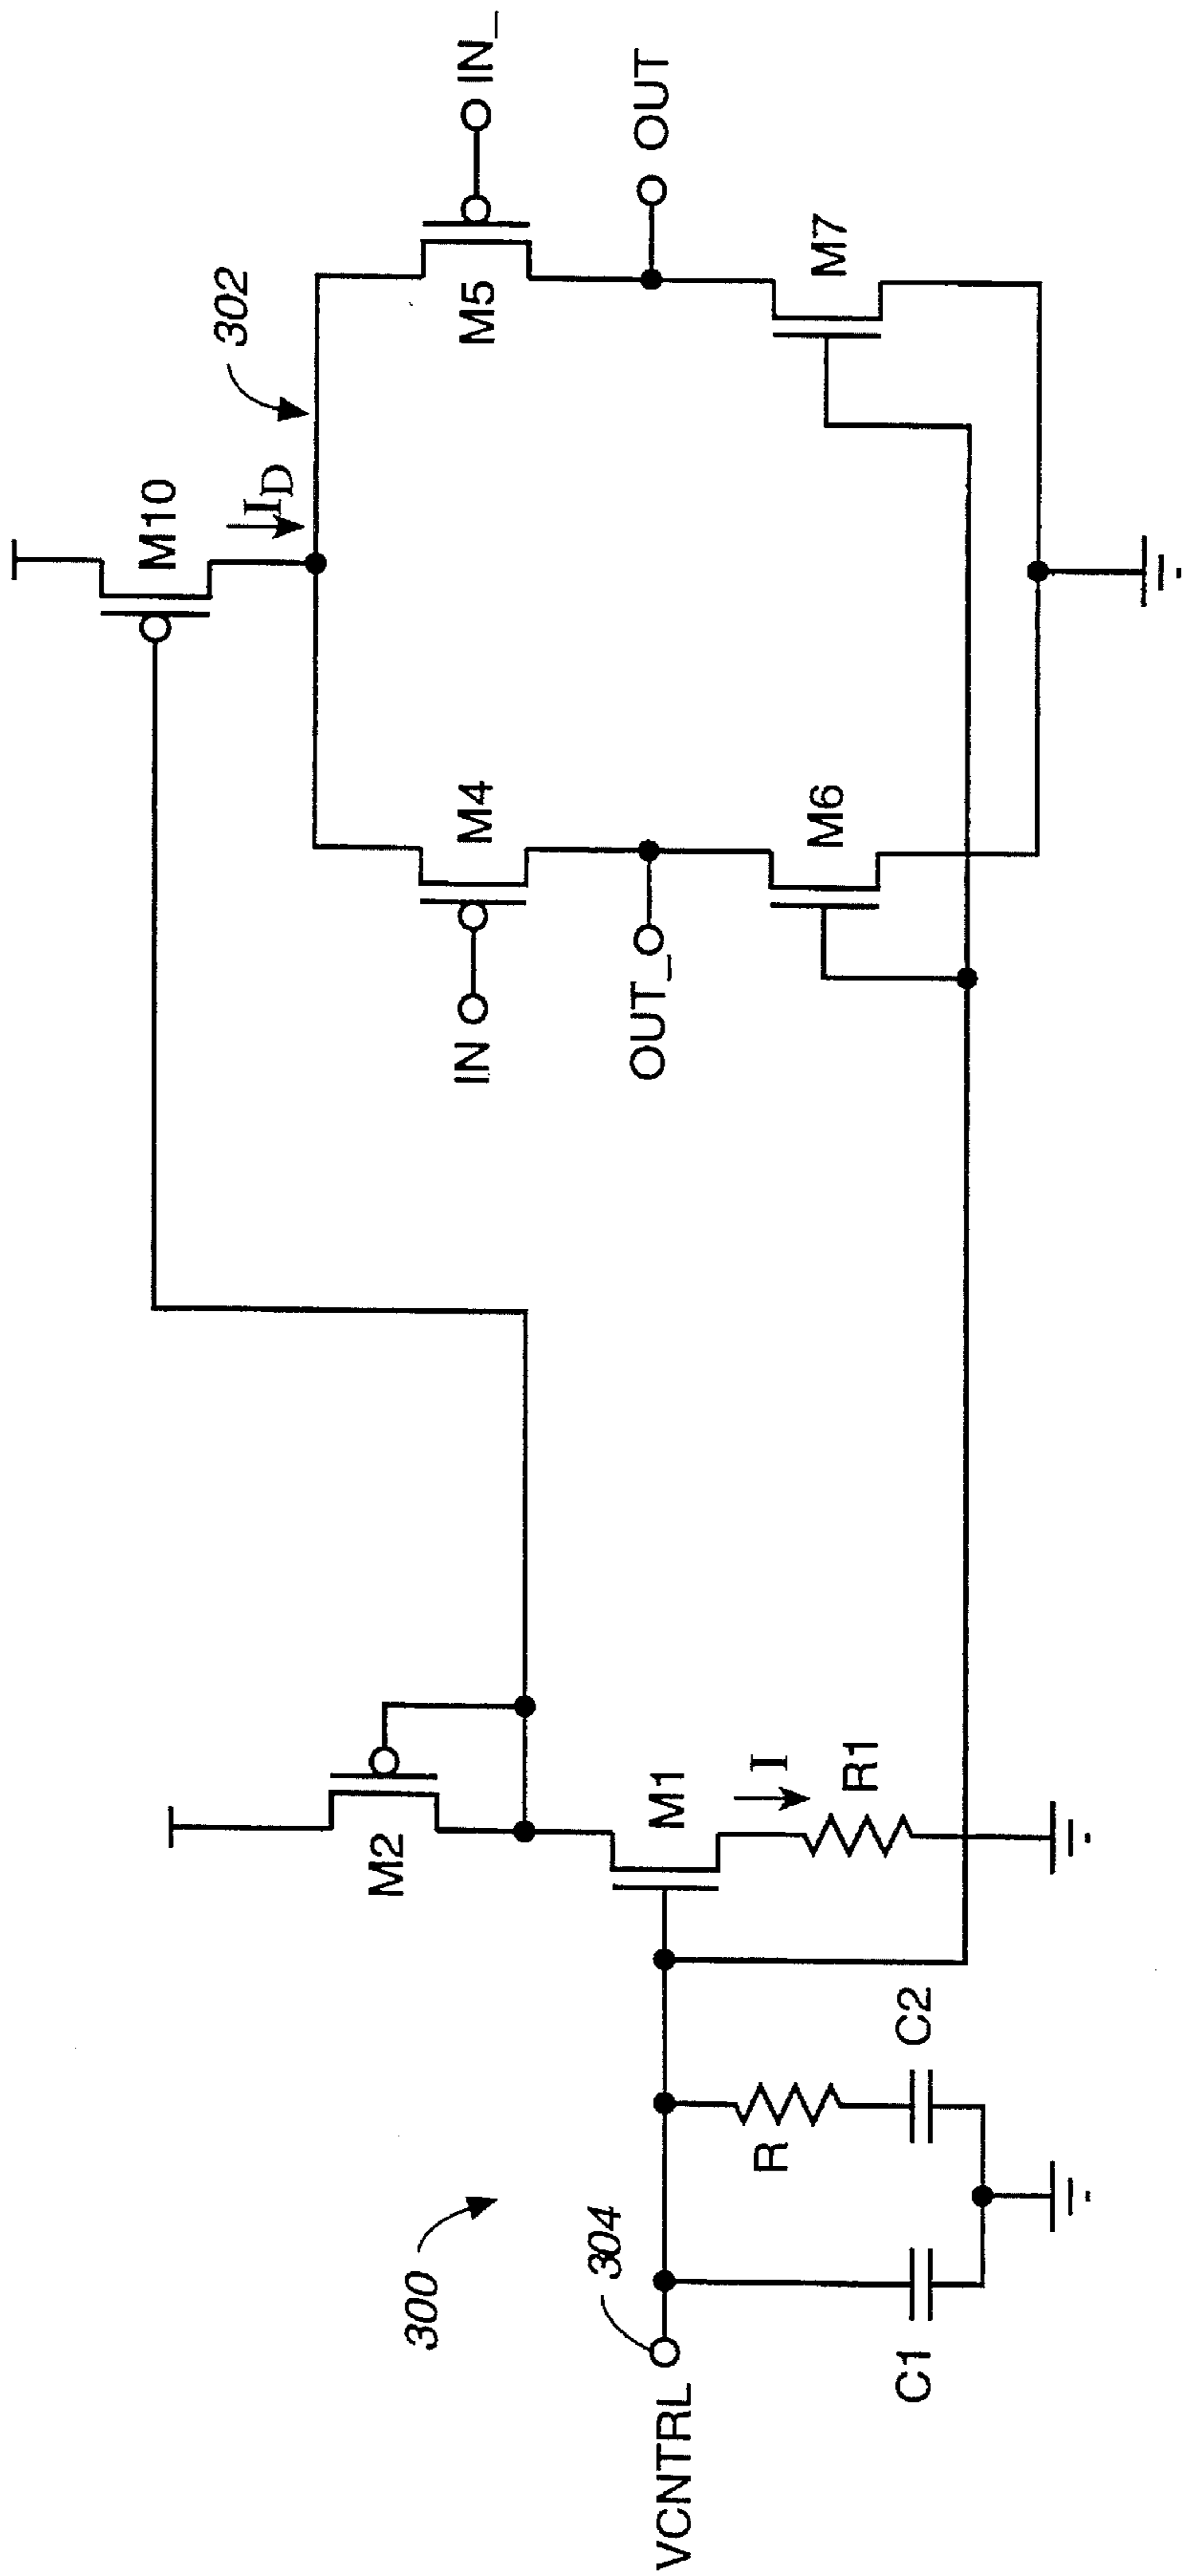 M10
I_D
302
IN_
M5
OUT
M7
M4
IN
OUT_
M6
M2
M1
I
R1
300
304
VCNTRL
R
C2
C1